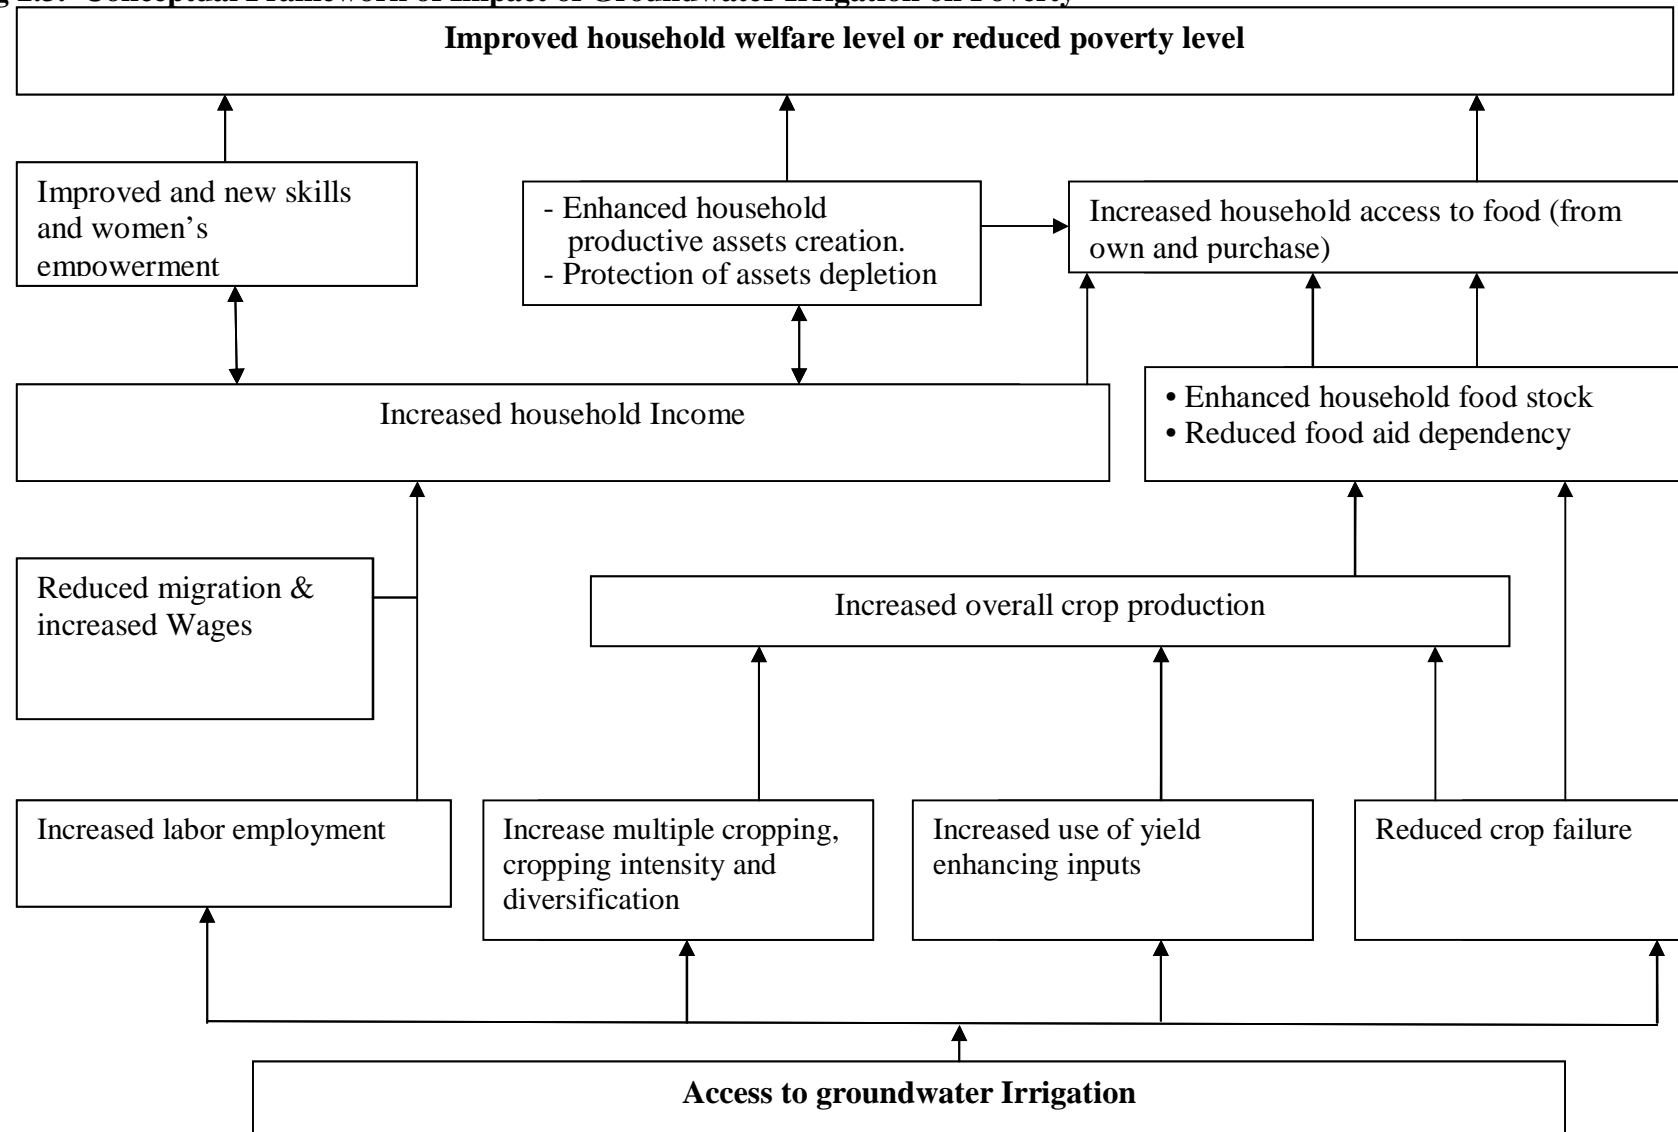 Improved household welfare level or reduced poverty level
Improved and new skills
and women’s
empowerment
- Enhanced household
productive assets creation.
- Protection of assets depletion
Increased household access to food (from
own and purchase)
Increased household Income
• Enhanced household food stock
• Reduced food aid dependency
Reduced migration &
increased Wages
Increased overall crop production
Increased labor employment
Increase multiple cropping,
cropping intensity and
diversification
Increased use of yield
enhancing inputs
Reduced crop failure
Access to groundwater Irrigation